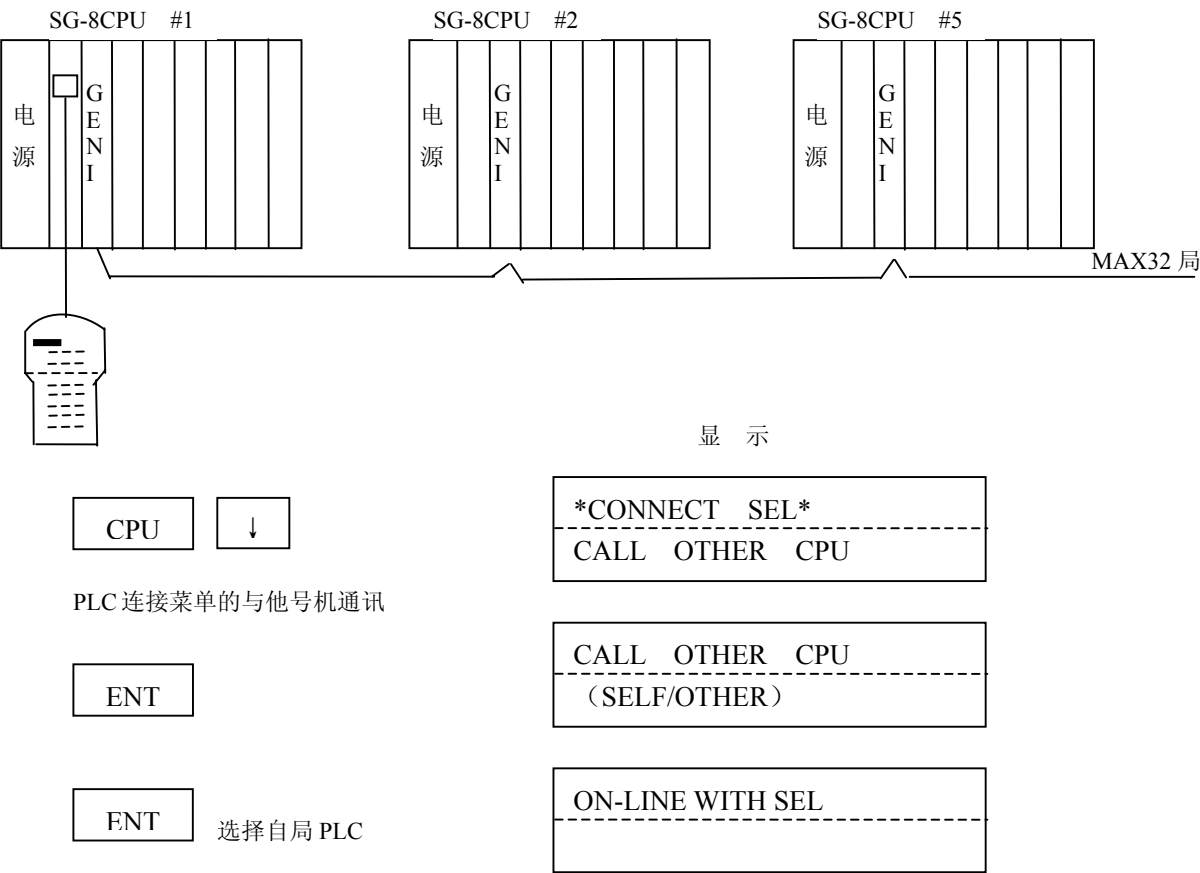 SG-8CPU #1
SG-8CPU #2
SG-8CPU #5
电源
GENI
电源
GENI
电源
GENI
MAX32 局
显 示
CPU ↓
*CONNECT SEL*
CALL OTHER CPU
PLC 连接菜单的与他号机通讯
ENT
CALL OTHER CPU
（SELF/OTHER）
ENT 选择自局 PLC
ON-LINE WITH SEL